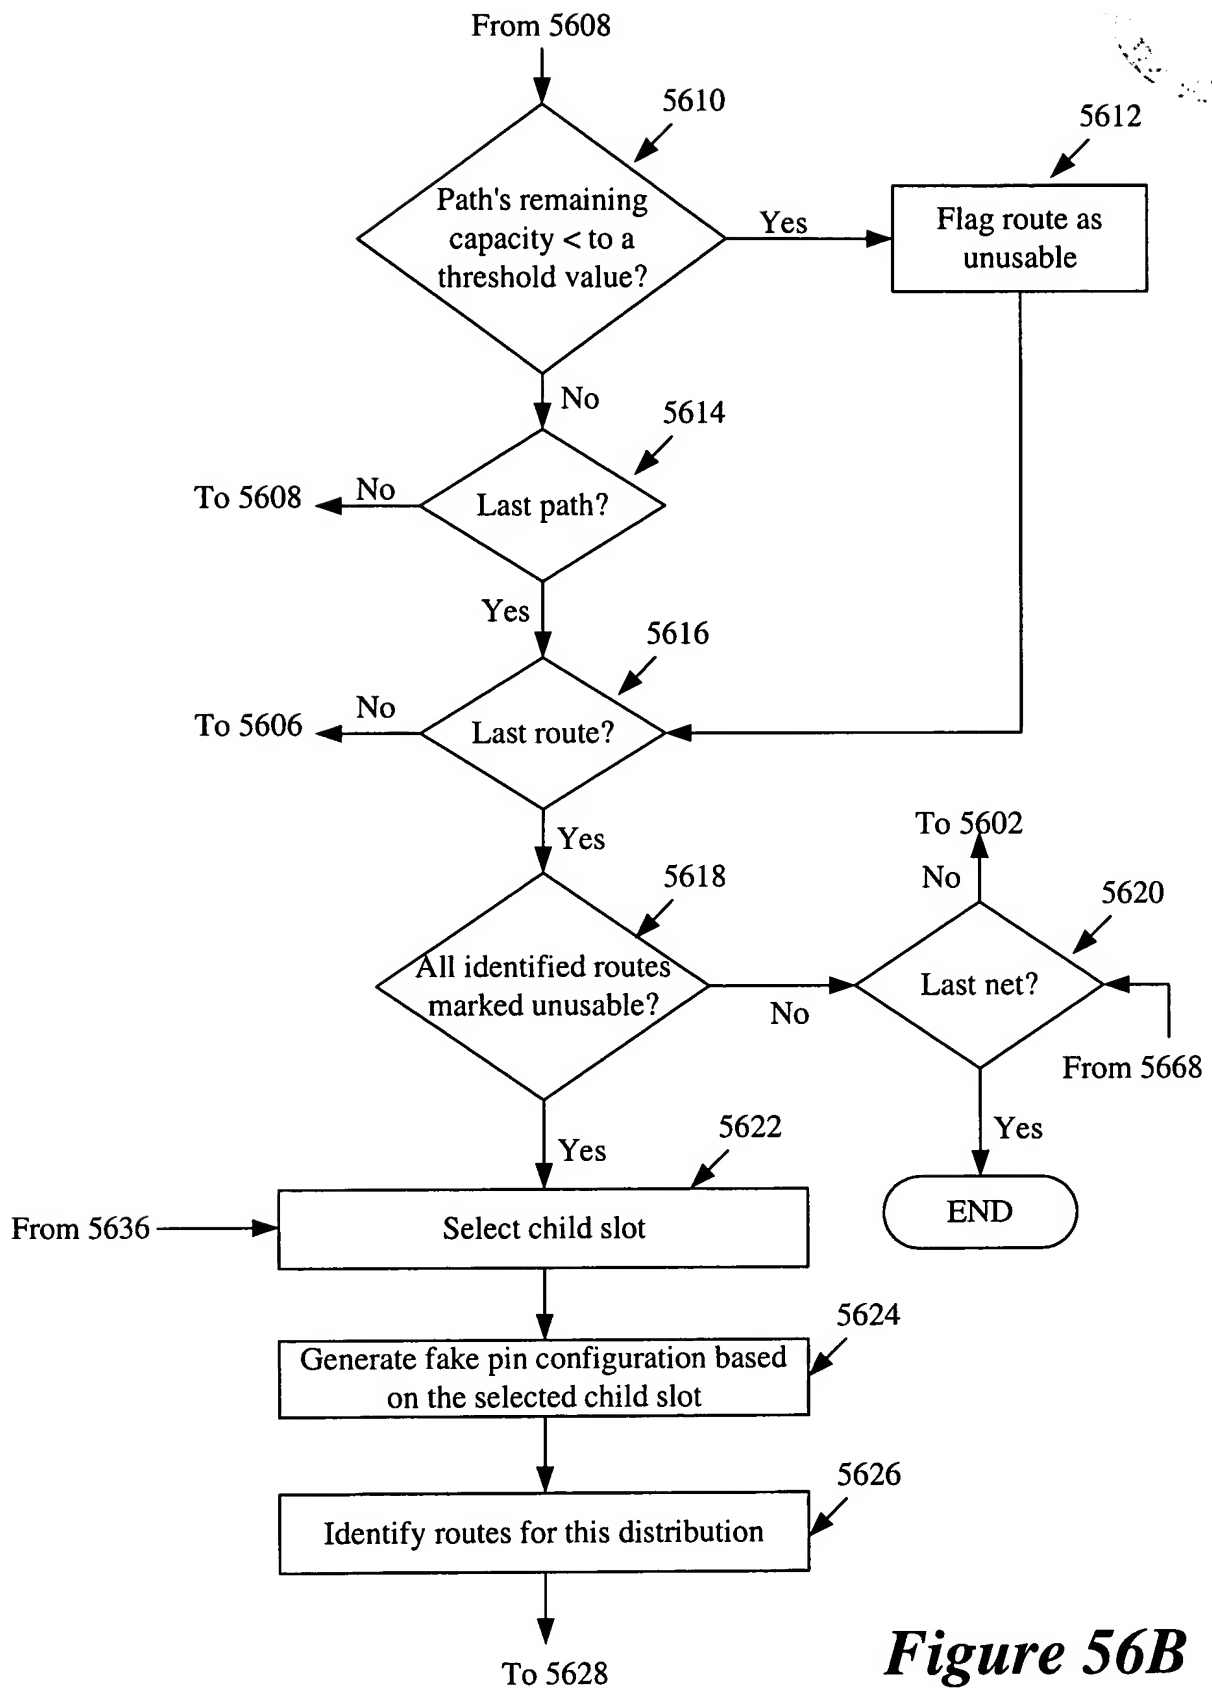 From 5608
5610
5612
Path's remaining
capacity < to a
threshold value?
Yes
Flag route as
unusable
No
5614
To 5608
No
Last path?
Yes
5616
To 5606
No
Last route?
Yes
To 5602
No
5618
5620
All identified routes
marked unusable?
No
Last net?
From 5668
Yes
Yes
5622
END
From 5636
Select child slot
5624
Generate fake pin configuration based
on the selected child slot
5626
Identify routes for this distribution
To 5628
Figure 56B